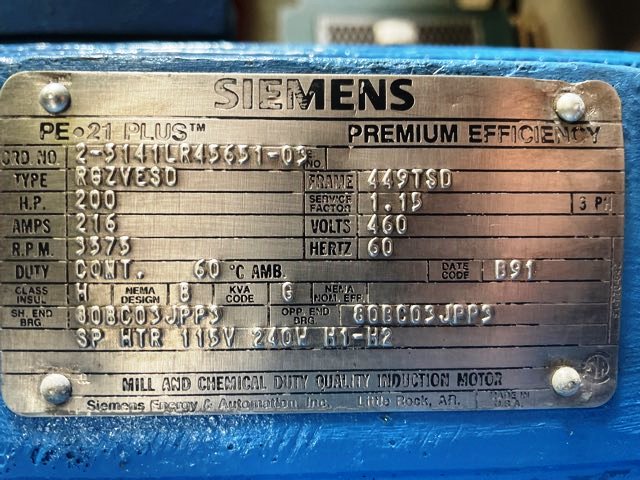 SIEMENS
PE•21 PLUS™ PREMIUM EFFICIENCY
ORD. NO. 2-5141LR45651-03 NO.
TYPE RGZVESD FRAME 449TSD
H.P. 200 SERVICE FACTOR 1.15 3 PH
AMPS 216 VOLTS 460
R.P.M. 3575 HERTZ 60
DUTY CONT. 60 °C AMB. DATE CODE B91
CLASS INSUL H NEMA DESIGN B KVA CODE G NEMA NOM. EFF.
SH. END BRG 80BC03JPP3 OPP. END BRG 80BC03JPP3
SP HTR 115V 240W H1-H2
MILL AND CHEMICAL DUTY QUALITY INDUCTION MOTOR
Siemens Energy & Automation, Inc. Little Rock, AR. MADE IN U.S.A.